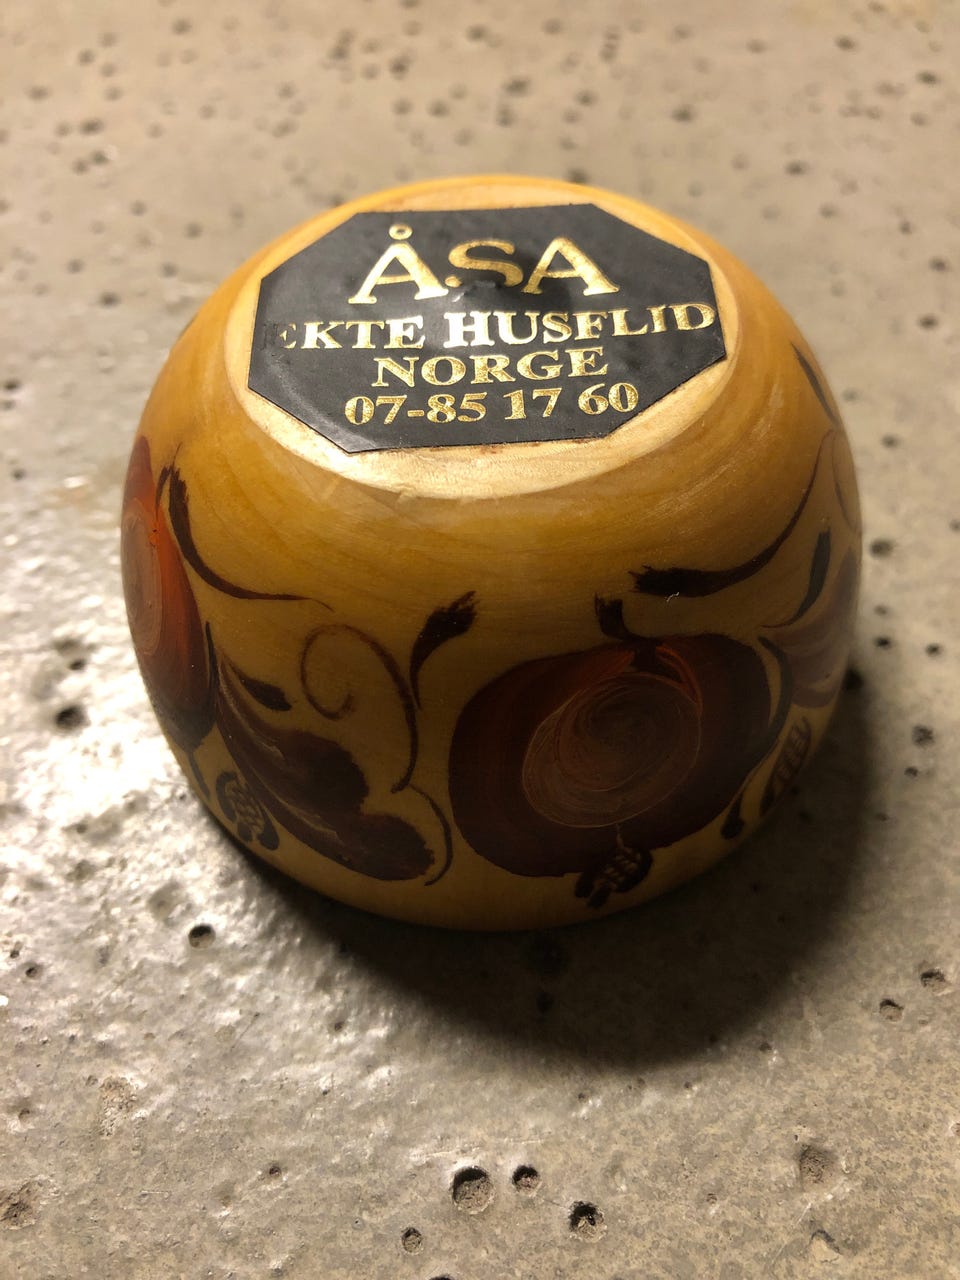 ÅSA
EKTE HUSFLID
NORGE
07-85 17 60